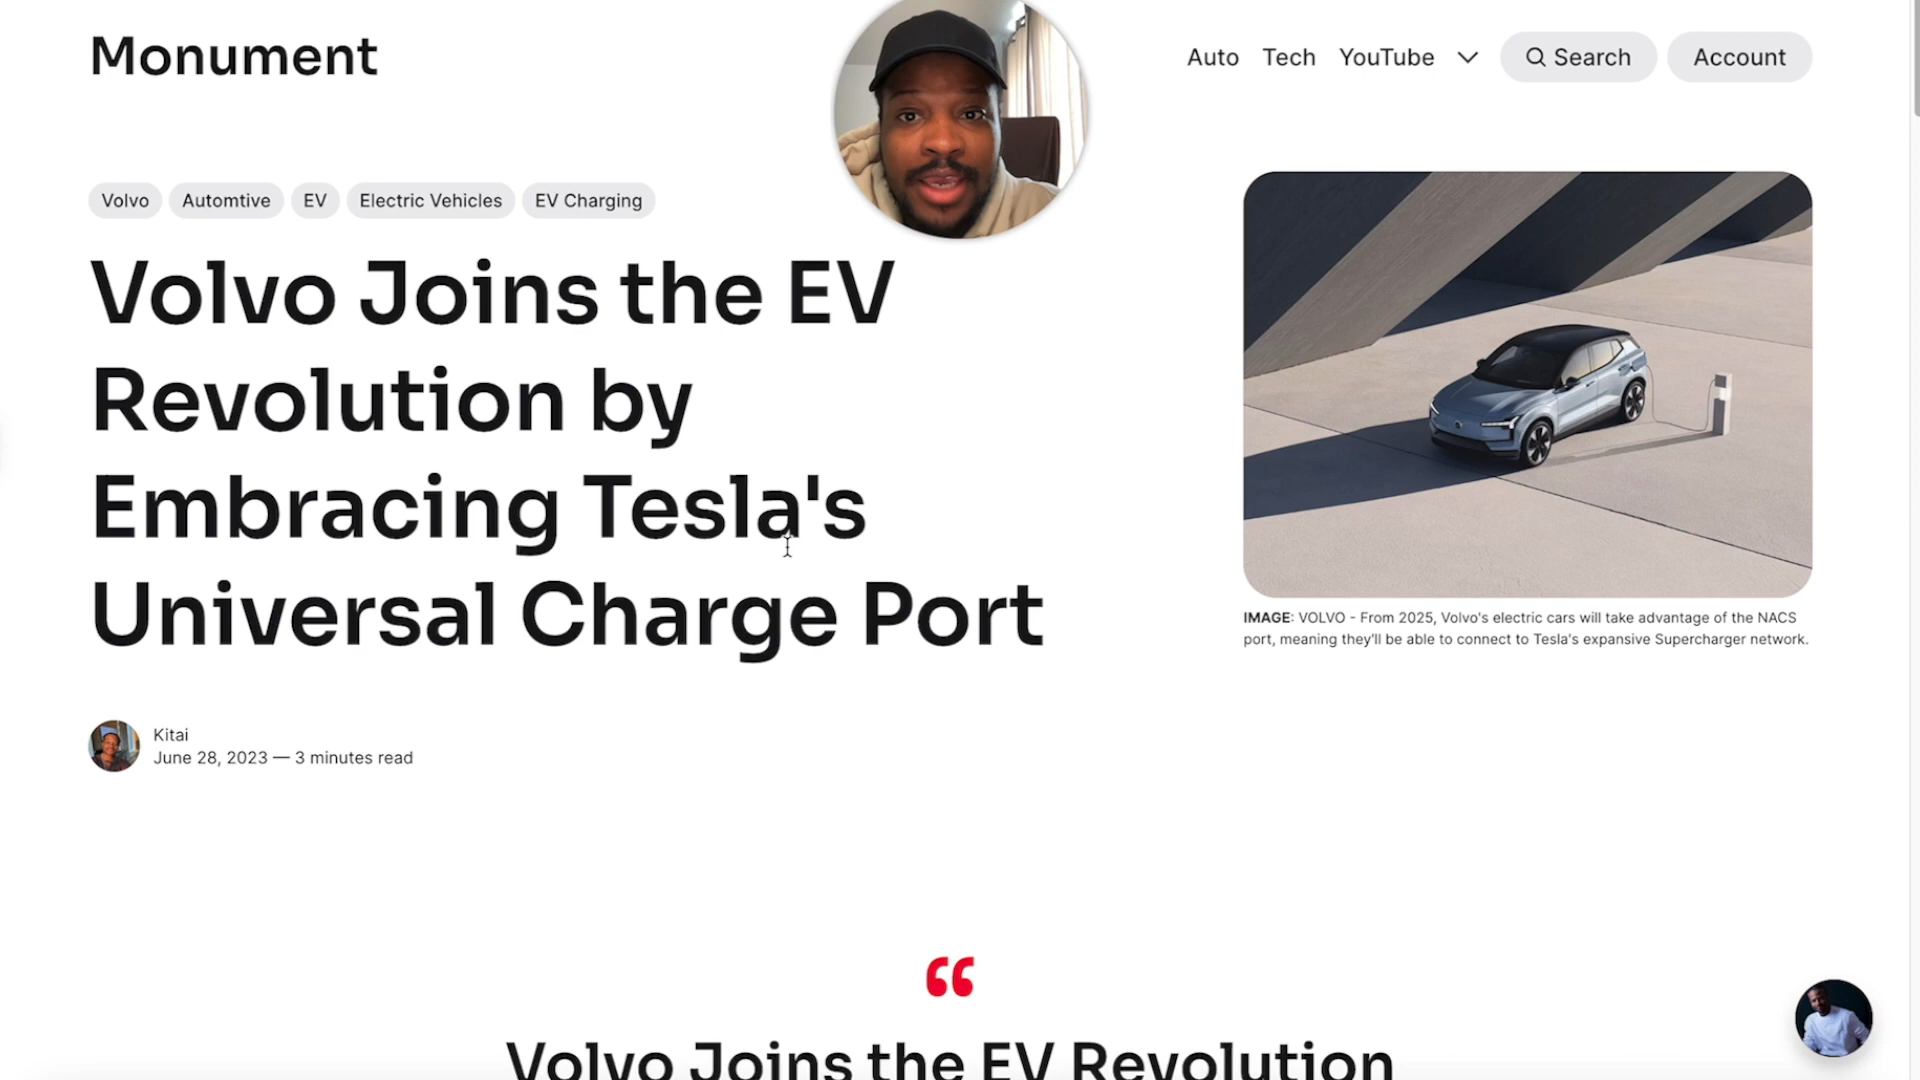 Monument
Auto Tech YouTube Search Account
Volvo Automtive EV Electric Vehicles EV Charging
Volvo Joins the EV
Revolution by
Embracing Tesla's
Universal Charge Port
IMAGE: VOLVO - From 2025, Volvo's electric cars will take advantage of the NACS
port, meaning they'll be able to connect to Tesla's expansive Supercharger network.
Kitai
June 28, 2023 — 3 minutes read
“
Volvo Joins the EV Revolution